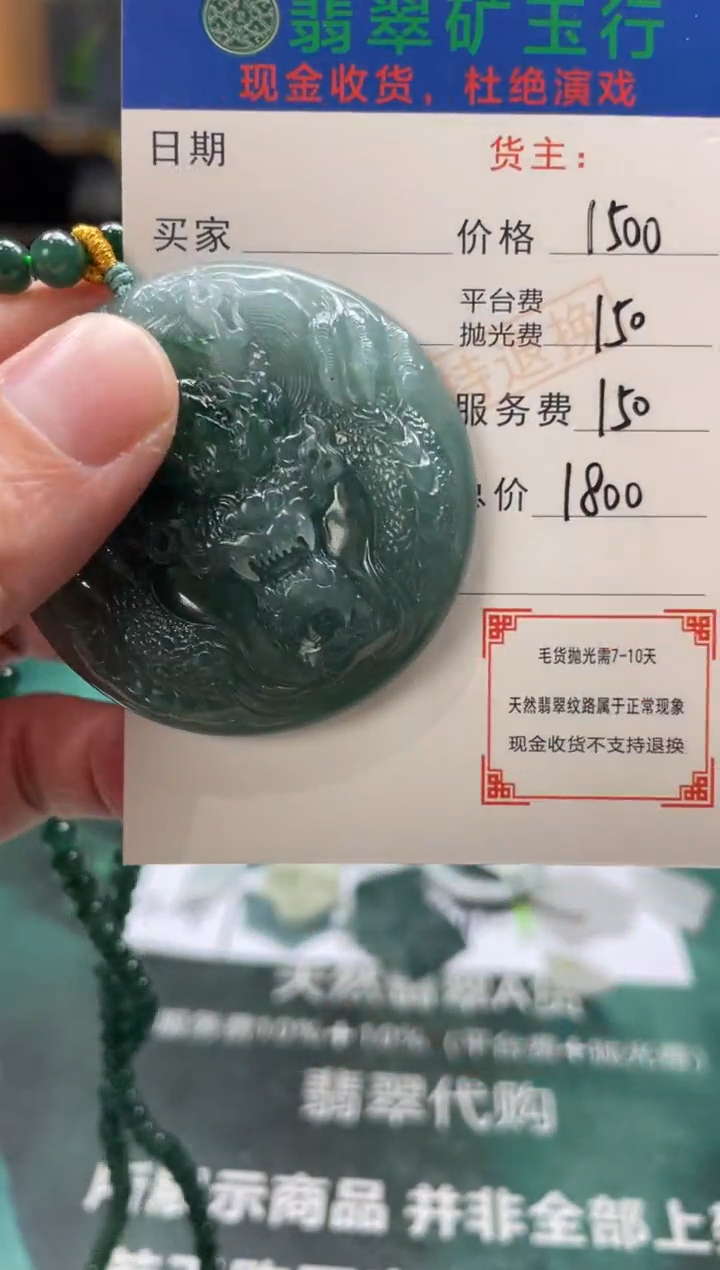 翡翠矿玉行
现金收货，杜绝演戏
日期 货主：
买家 价格 1500
平台费
抛光费 150
服务费 150
总价 1800
毛货抛光需7-10天
天然翡翠纹路属于正常现象
现金收货不支持退换
翡翠代购
示商品 并非全部上